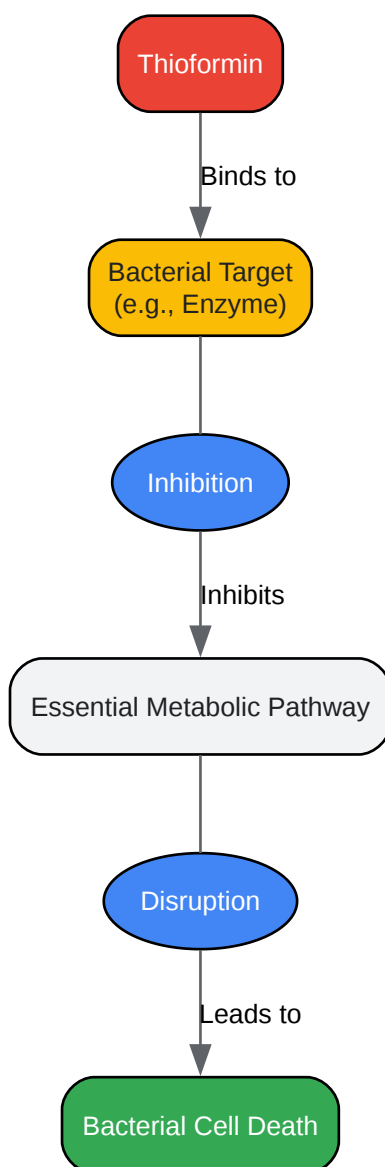 Thioformin
Binds to
Bacterial Target
(e.g., Enzyme)
Inhibition
Inhibits
Essential Metabolic Pathway
Disruption
Leads to
Bacterial Cell Death